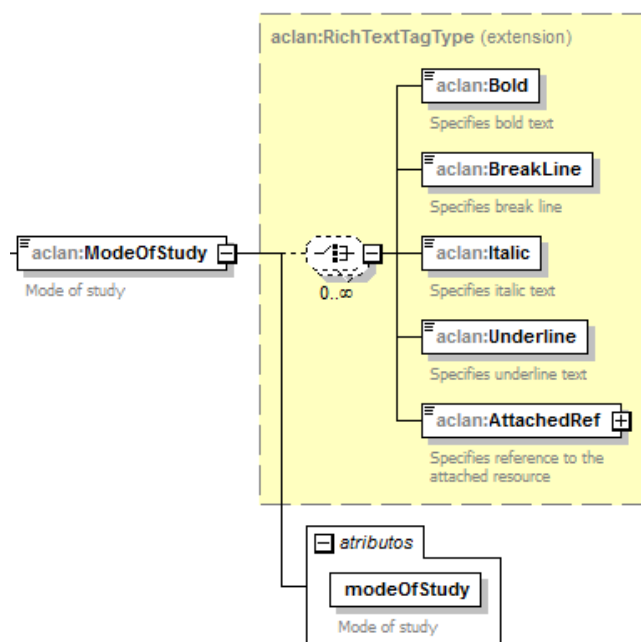 aclan:RichTextTagType (extension)
aclan:Bold
Specifies bold text
aclan:BreakLine
Specifies break line
aclan:ModeOfStudy
Mode of study
0..∞
aclan:Italic
Specifies italic text
aclan:Underline
Specifies underline text
aclan:AttachedRef
Specifies reference to the
attached resource
atributos
modeOfStudy
Mode of study